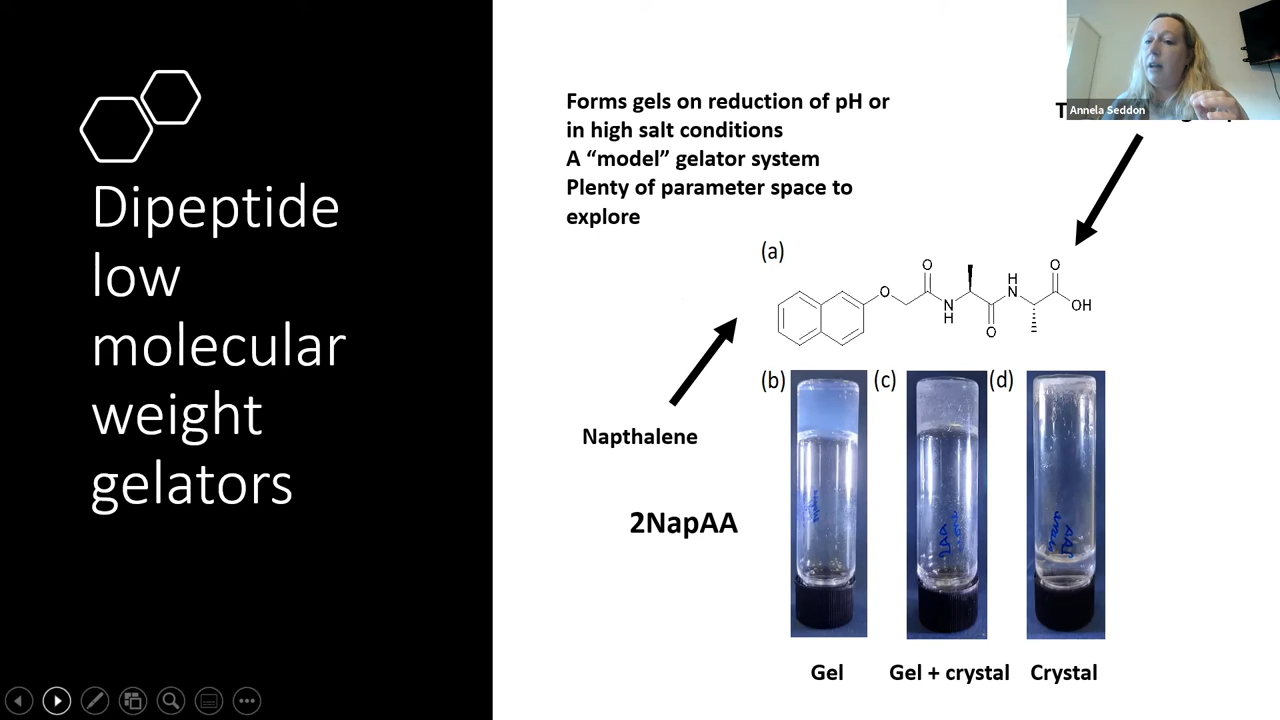 Dipeptide
low
molecular
weight
gelators
Forms gels on reduction of pH or
in high salt conditions
A “model” gelator system
Plenty of parameter space to
explore
Annela Seddon
(a)
O
O
N
H
O
H
N
O
OH
Napthalene
2NapAA
(b)
(c)
(d)
Gel
Gel + crystal
Crystal